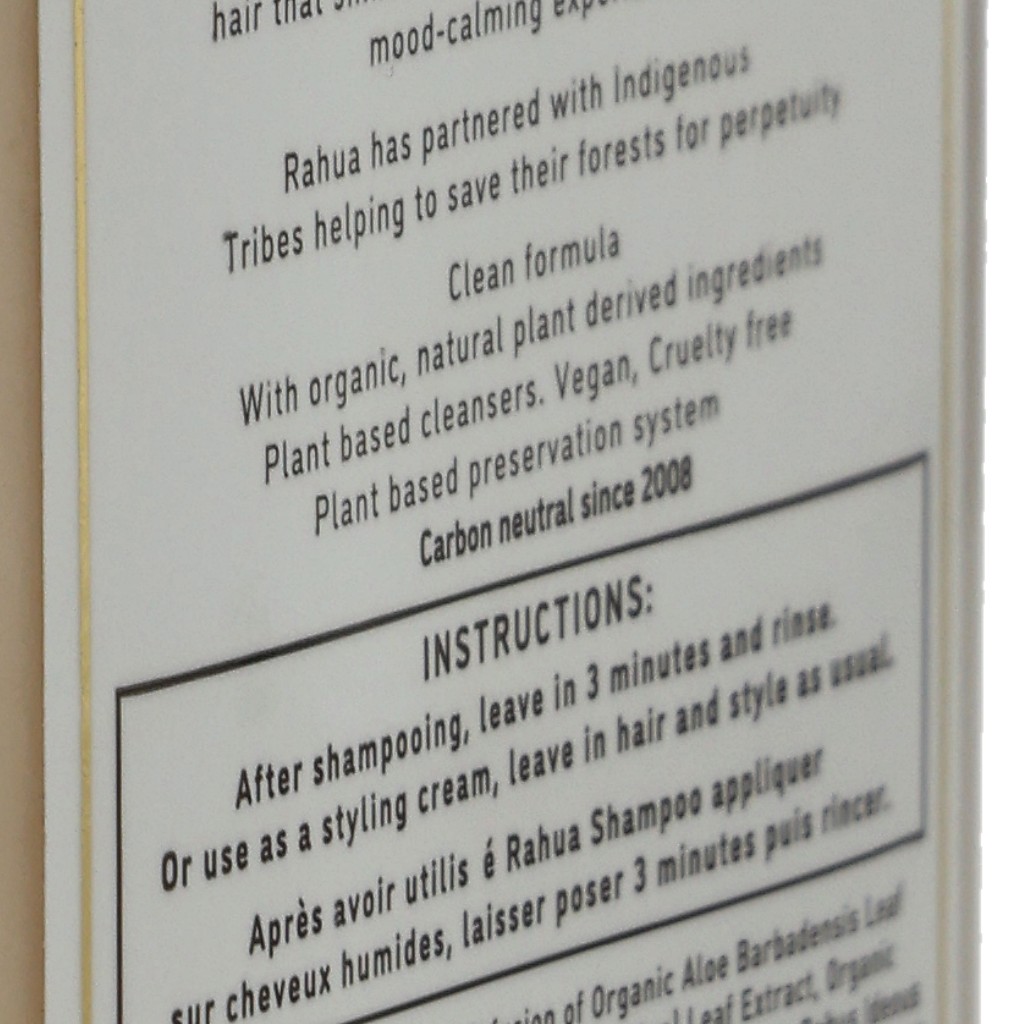 hair that
mood-calming
Rahua has partnered with Indigenous
Tribes helping to save their forests for perpetuity
Clean formula
With organic, natural plant derived ingredients
Plant based cleansers. Vegan, Cruelty free
Plant based preservation system
Carbon neutral since 2008
INSTRUCTIONS:
After shampooing, leave in 3 minutes and rinse.
Or use as a styling cream, leave in hair and style as usual.
Après avoir utilis é Rahua Shampoo appliquer
sur cheveux humides, laisser poser 3 minutes puis rincer.
of Organic Aloe Barbadensis Leaf
Leaf Extract, Organic
Rubus Idaeus